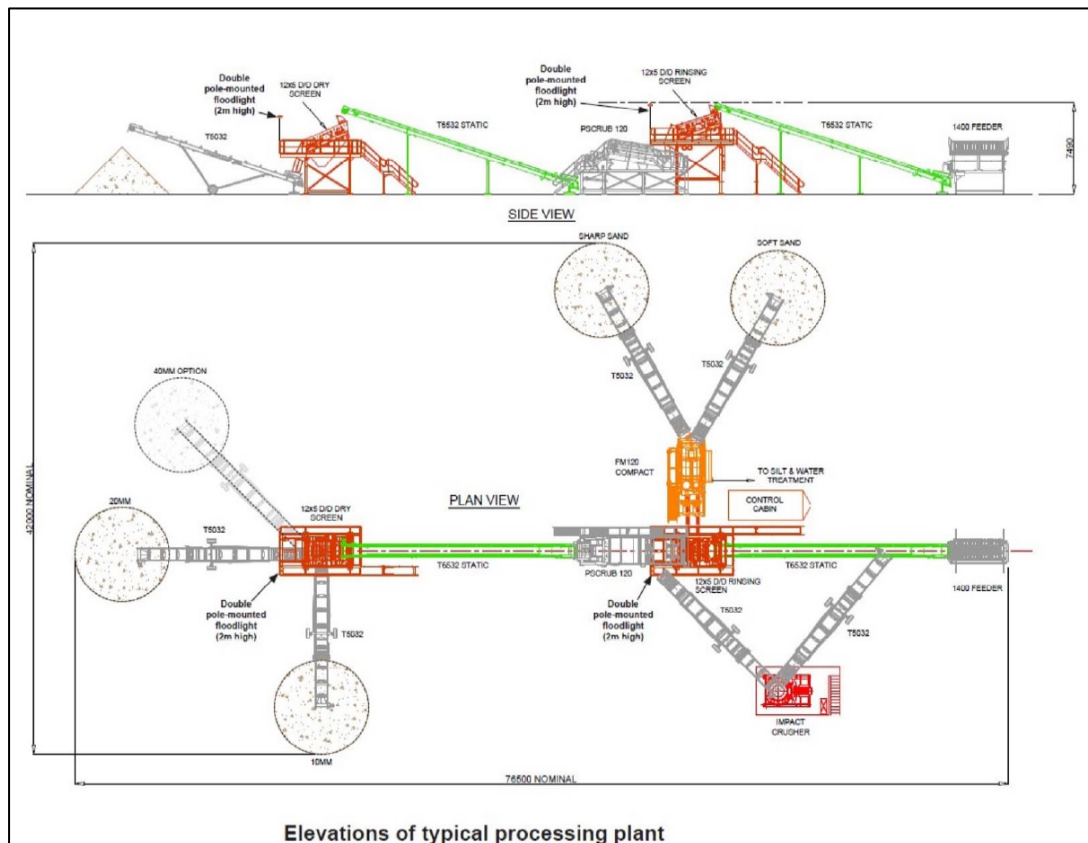 Double
pole-mounted
floodlight
(2m high)
12x5 D/D DRY
SCREEN
T5032
T6532 STATIC
Double
pole-mounted
floodlight
(2m high)
12x5 D/D RINSING
SCREEN
PSCRUB 120
T6532 STATIC
1400 FEEDER
7490
SIDE VIEW
SHARP SAND
SOFT SAND
T5032
T5032
40MM OPTION
FM120
COMPACT
TO SILT & WATER
TREATMENT
CONTROL
CABIN
PLAN VIEW
42000 NOMINAL
20MM
T5032
12x5 D/D DRY
SCREEN
T6532 STATIC
PSCRUB 120
12x5 D/D RINSING
SCREEN
T6532 STATIC
1400 FEEDER
Double
pole-mounted
floodlight
(2m high)
T5032
Double
pole-mounted
floodlight
(2m high)
T5032
T5032
IMPACT
CRUSHER
10MM
76500 NOMINAL
Elevations of typical processing plant